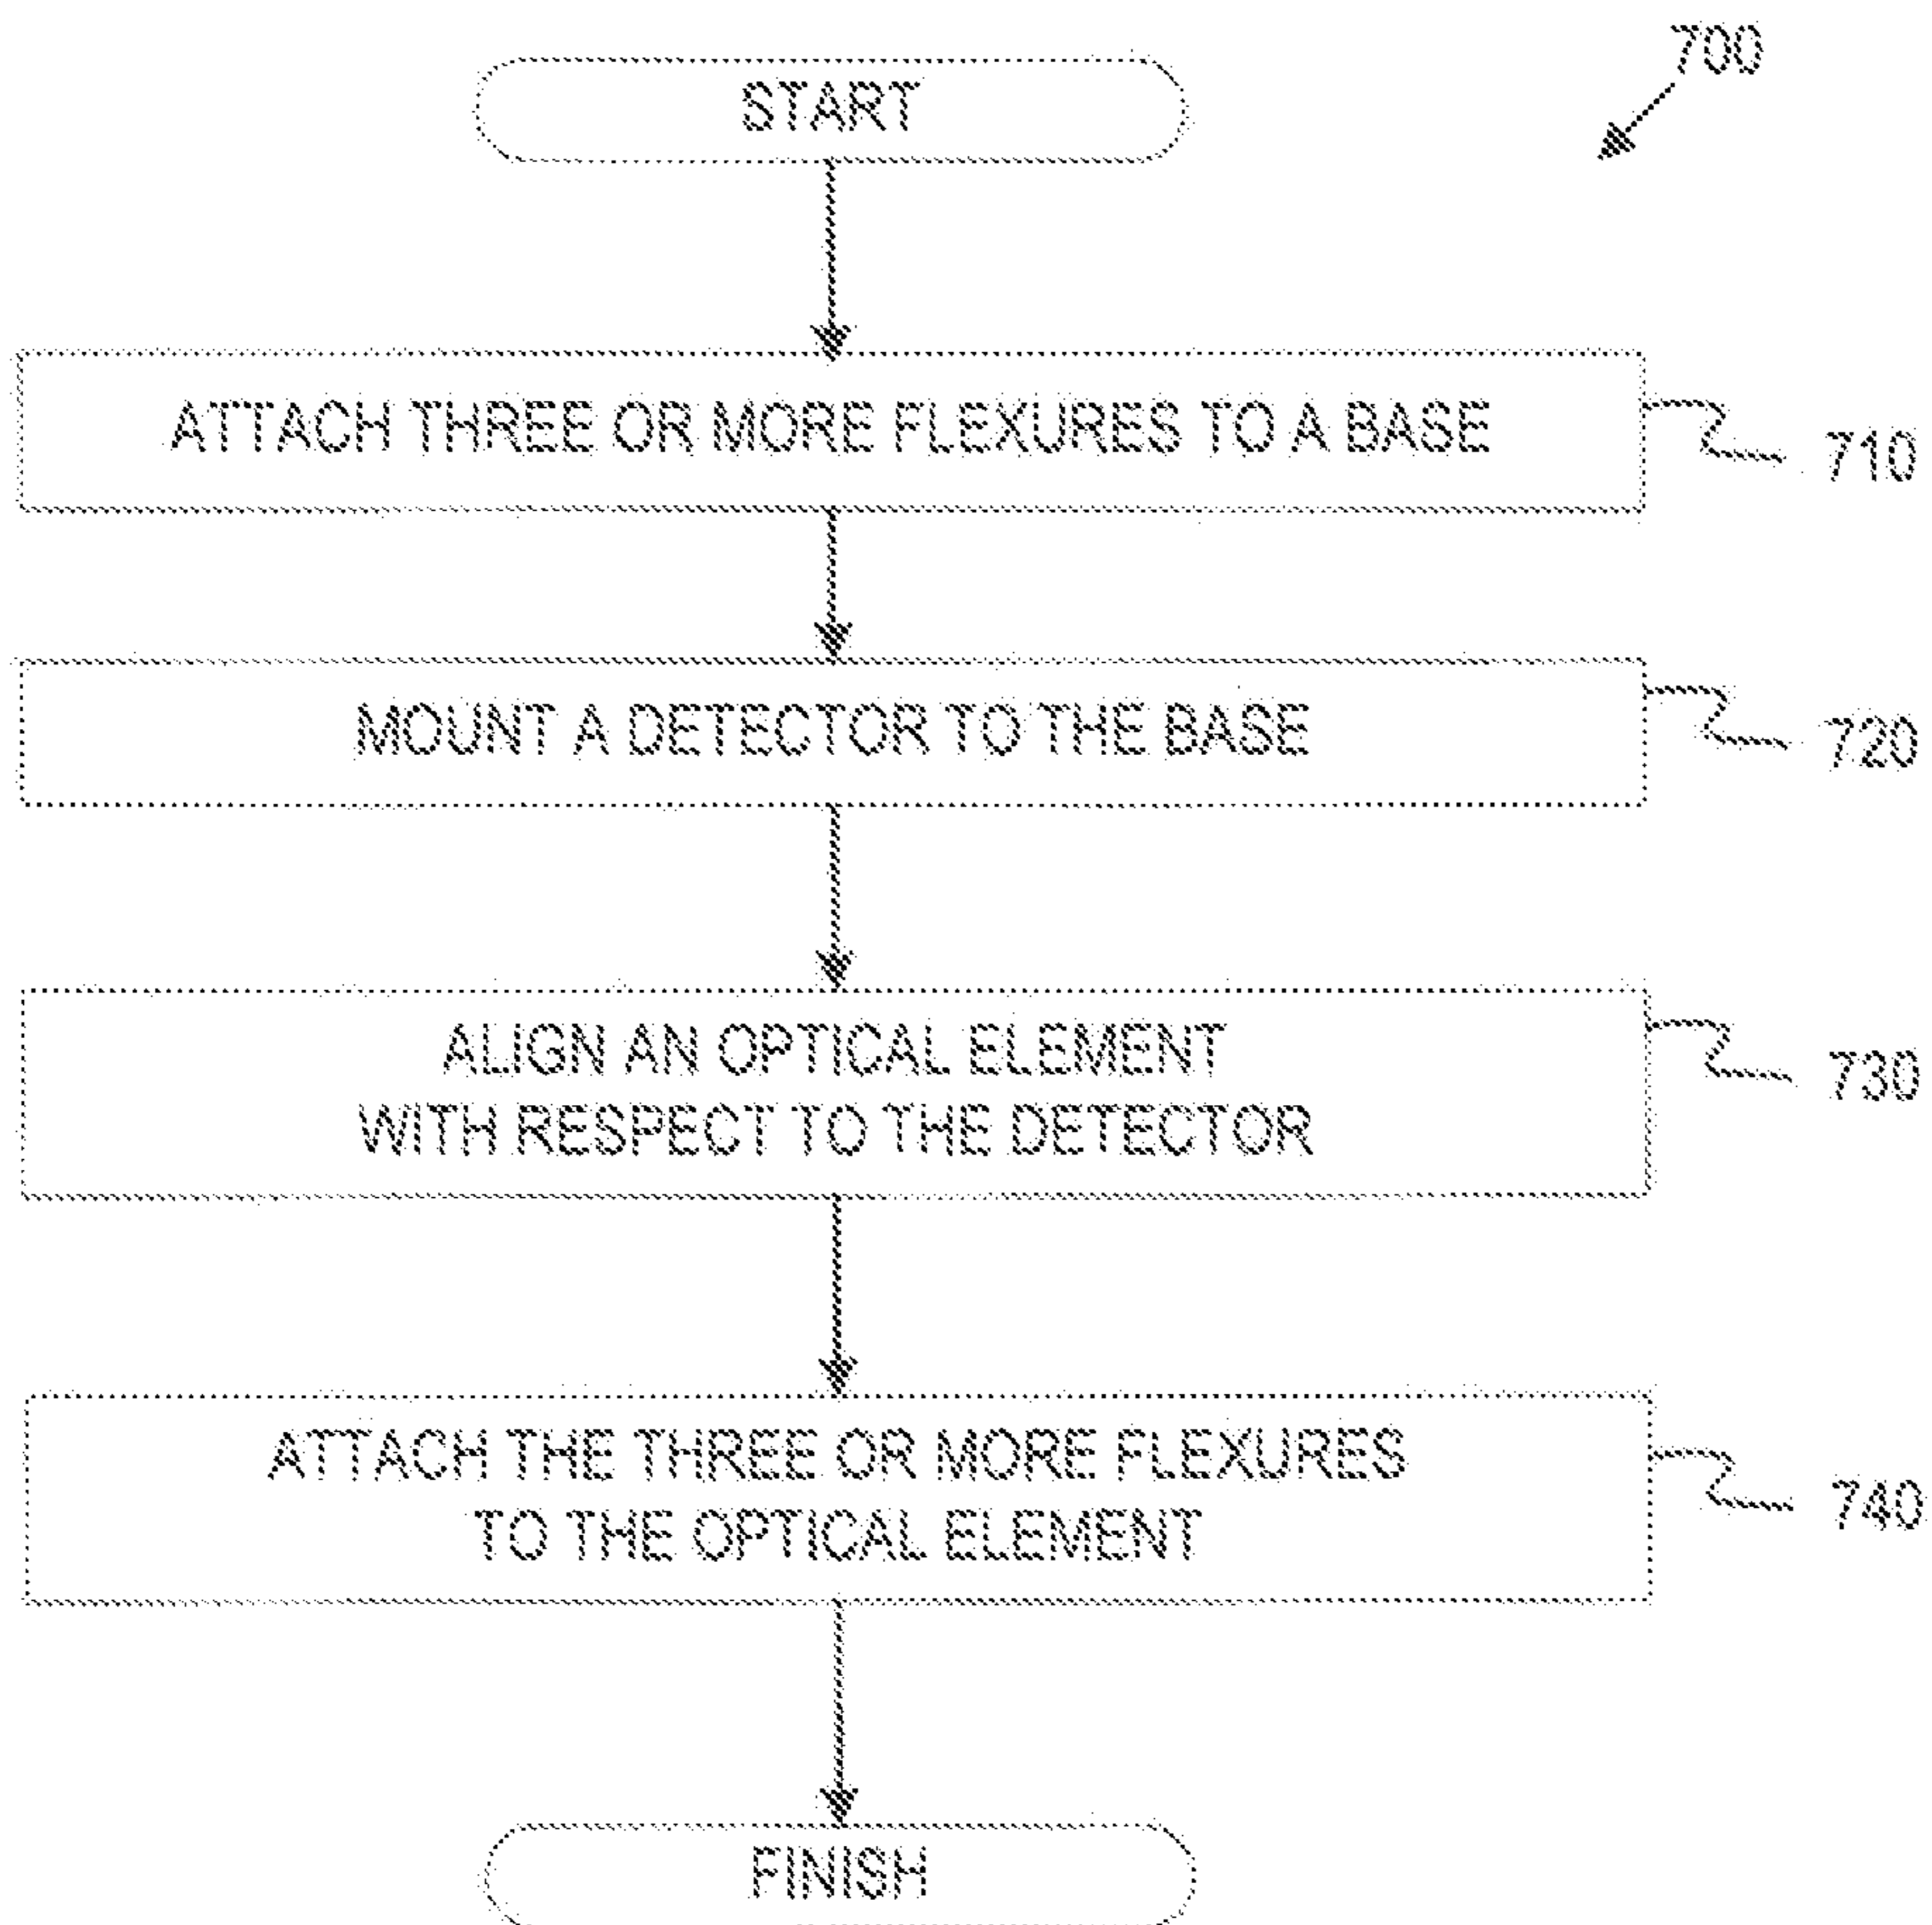 700
START
ATTACH THREE OR MORE FLEXURES TO A BASE
710
MOUNT A DETECTOR TO THE BASE
720
ALIGN AN OPTICAL ELEMENT
WITH RESPECT TO THE DETECTOR
730
ATTACH THE THREE OR MORE FLEXURES
TO THE OPTICAL ELEMENT
740
FINISH